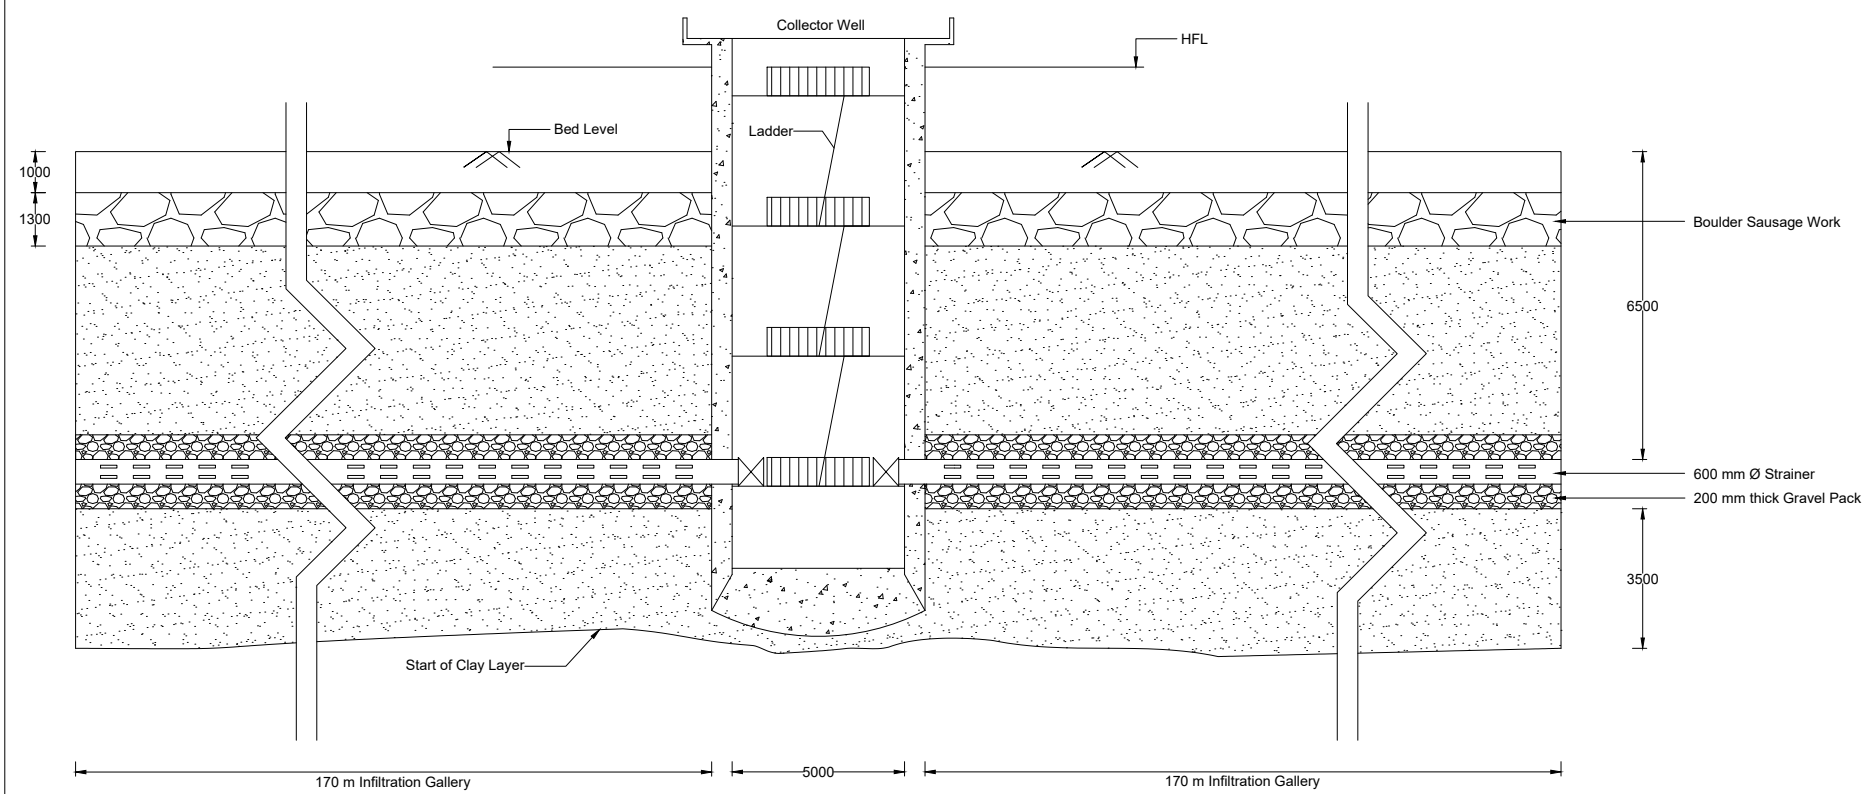 Collector Well
HFL
Bed Level
Ladder
1000
1300
Boulder Sausage Work
6500
600 mm Ø Strainer
200 mm thick Gravel Pack
3500
Start of Clay Layer
170 m Infiltration Gallery
5000
170 m Infiltration Gallery